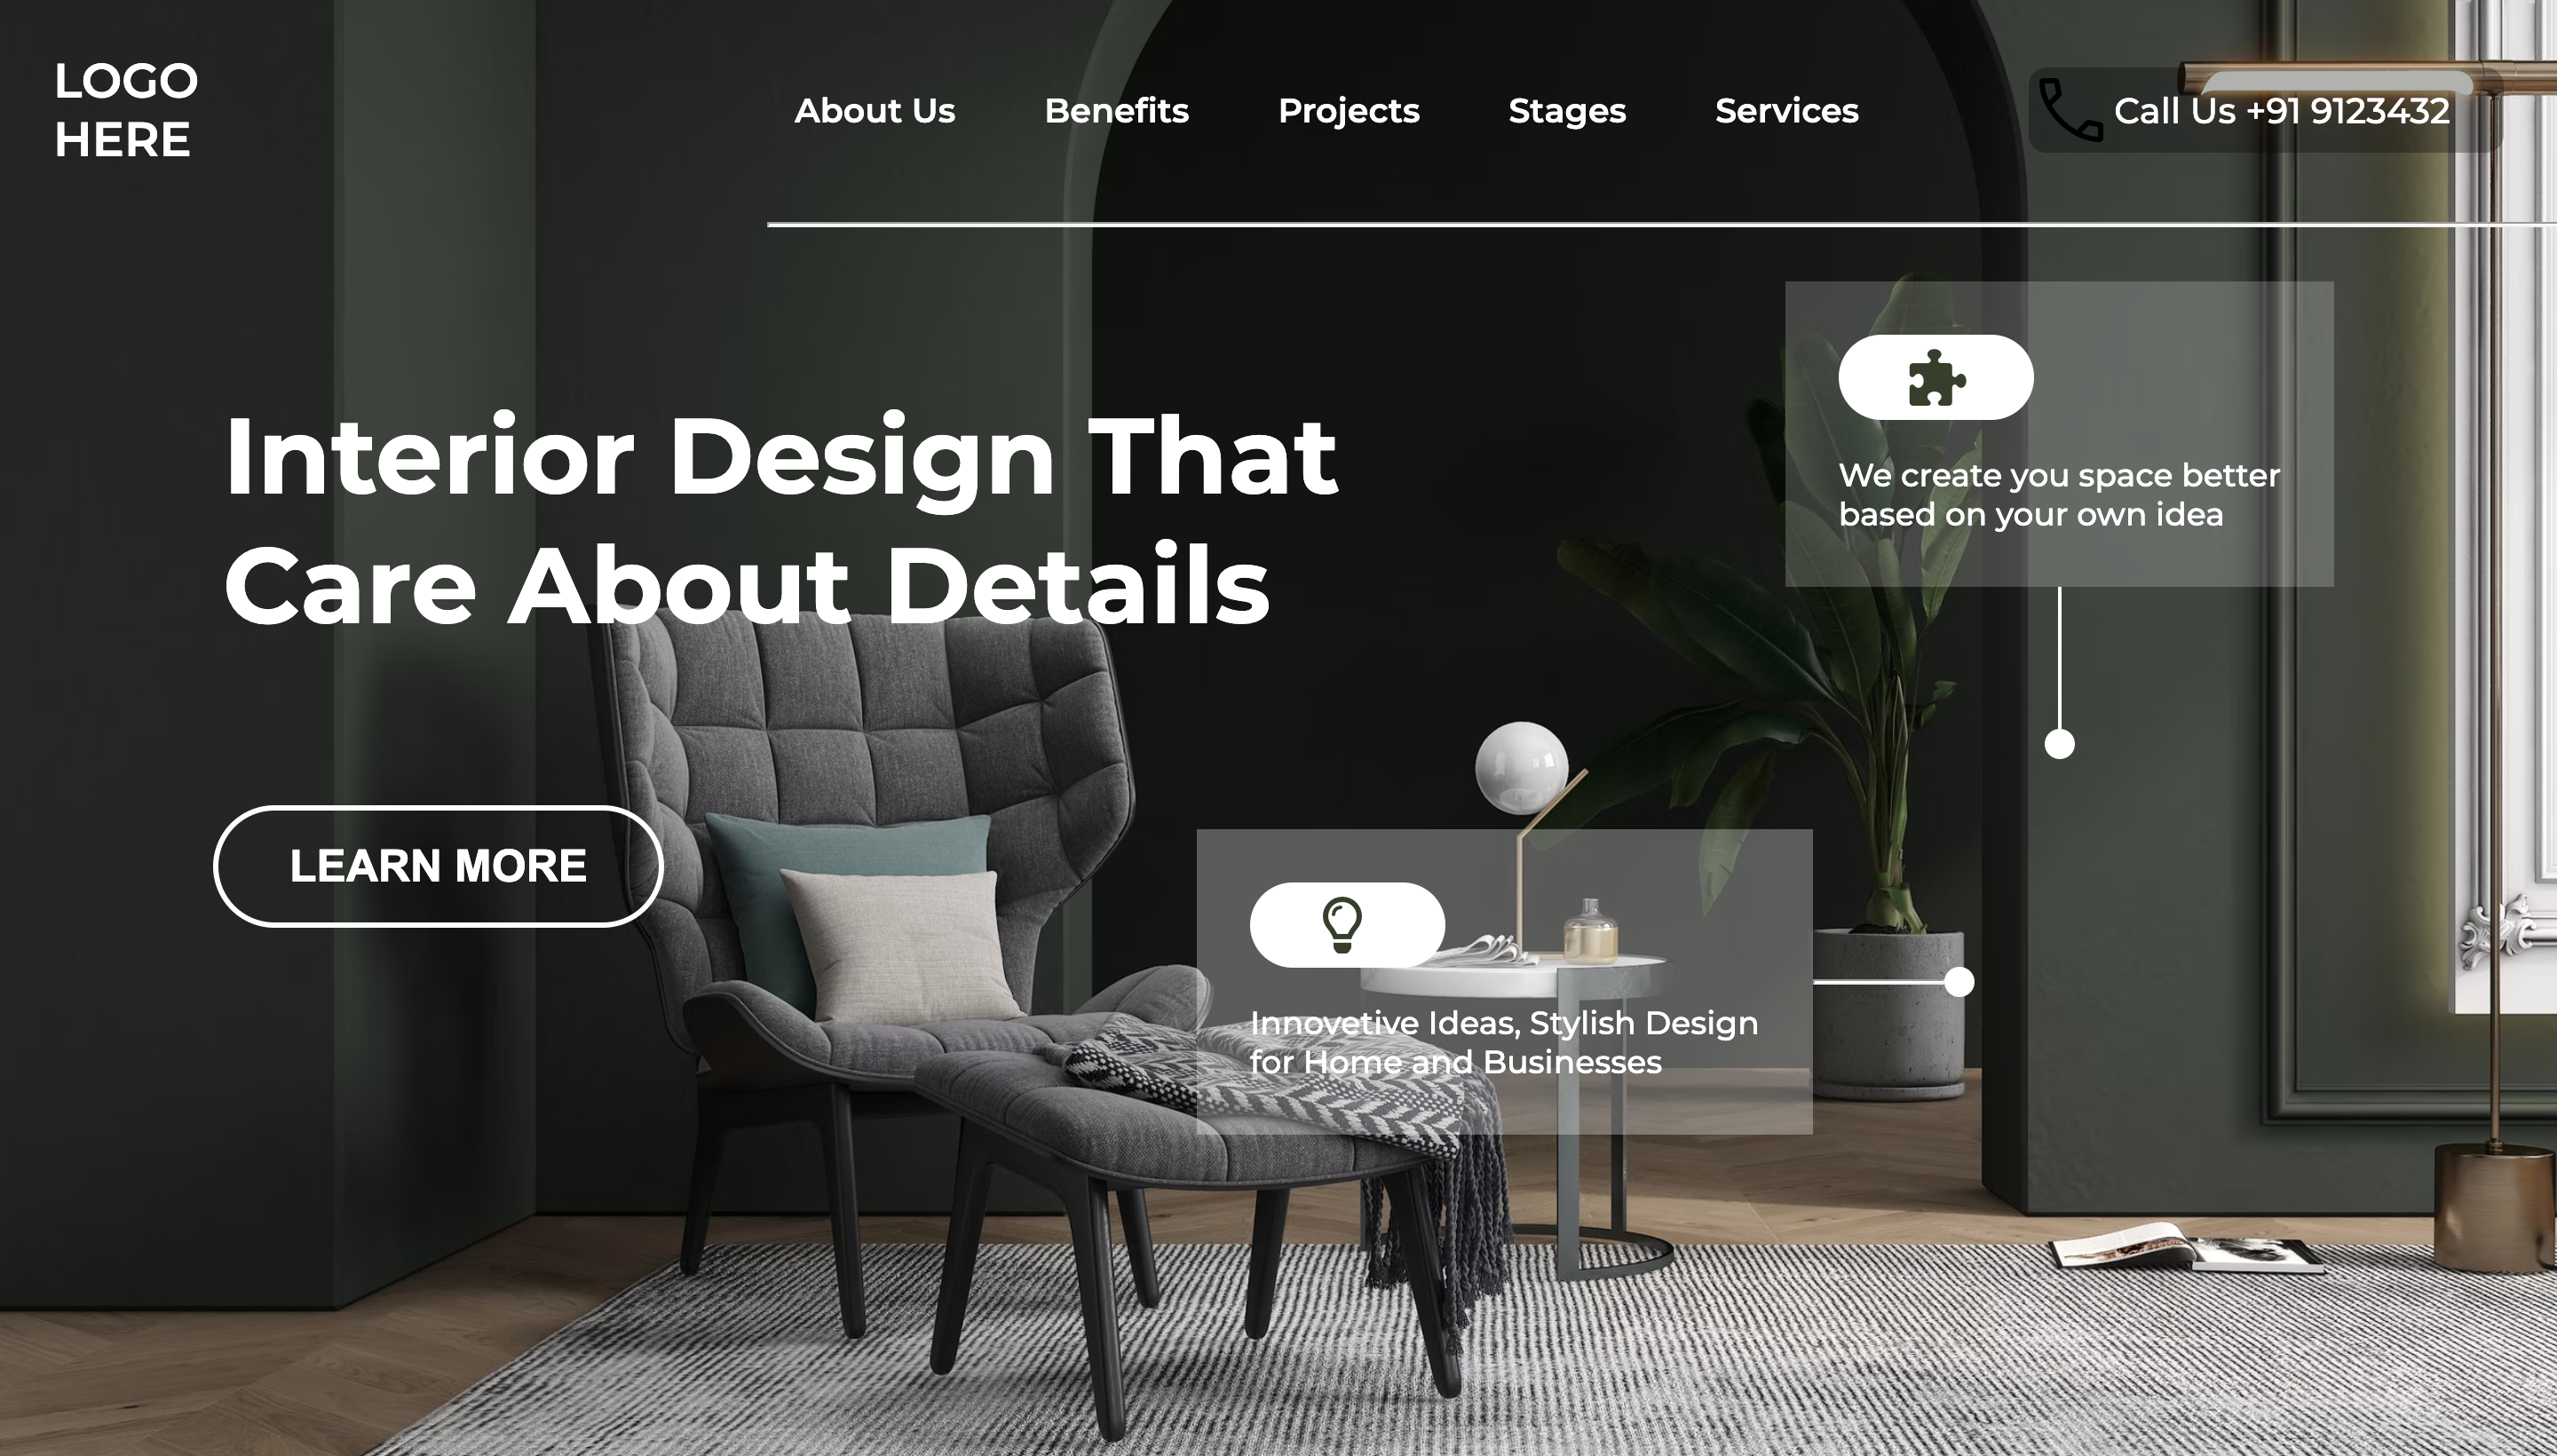 LOGO
HERE
About Us
Benefits
Projects
Stages
Services
Call Us +91 9123432
Interior Design That
Care About Details
LEARN MORE
We create you space better
based on your own idea
Innovetive Ideas, Stylish Design
for Home and Businesses